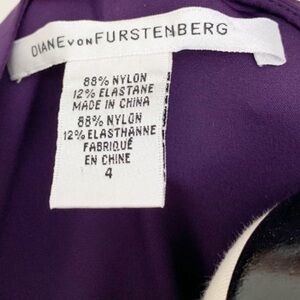 DIANE VON FURSTENBERG
88% NYLON
12% ELASTANE
MADE IN CHINA
88% NYLON
12% ELASTHANNE
FABRIQUÉ
EN CHINE
4